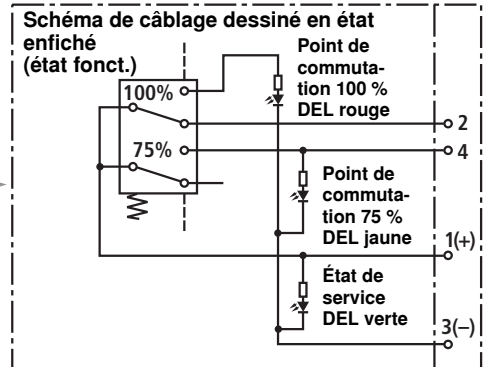 Schéma de câblage dessiné en état
enfiché
(état fonct.)
Point de
commuta-
tion 100 %
DEL rouge
100%
2
75%
4
Point de
commuta-
tion 75 %
DEL jaune
1(+)
État de
service
DEL verte
3(−)